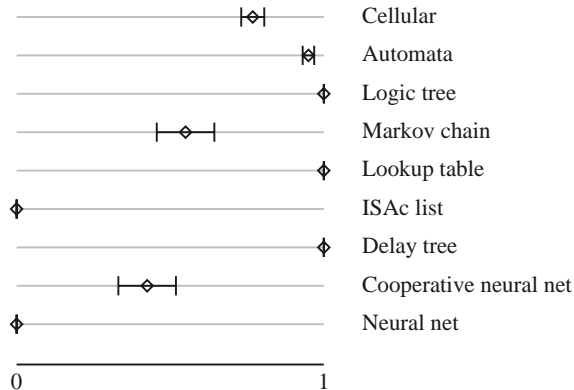 Cellular
Automata
Logic tree
Markov chain
Lookup table
ISAc list
Delay tree
Cooperative neural net
Neural net
0 1